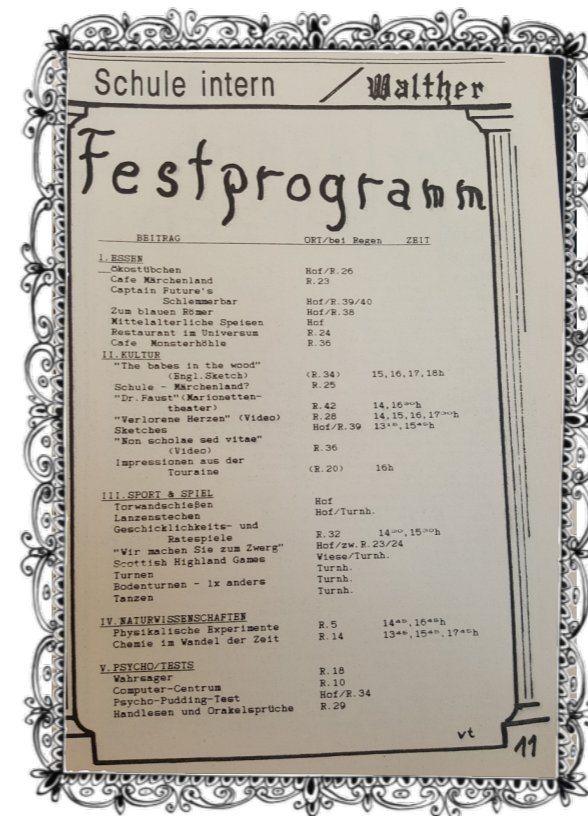 Schule intern / Walther
Festprogramm
BEITRAG ORT/bei Regen ZEIT
I.ESSEN
Ökostübchen Hof/R.26
Cafe Märchenland R.23
Captain Future's
Schlemmerbar Hof/R.39/40
Zum blauen Römer Hof/R.38
Mittelalterliche Speisen Hof
Restaurant im Universum R.24
Cafe Monsterhöhle R.36
II.KULTUR
"The babes in the wood"
(Engl.Sketch) (R.34) 15,16,17,18h
Schule - Märchenland? R.25
"Dr.Faust"(Marionetten-
theater) R.42 14,16³⁰h
"Verlorene Herzen" (Video) R.28 14,15,16,17³⁰h
Sketches Hof/R.39 13¹⁵,15⁴⁵h
"Non scholae sed vitae"
(Video) R.36
Impressionen aus der
Touraine (R.20) 16h
III.SPORT & SPIEL
Torwandschießen Hof
Lanzenstechen Hof/Turnh.
Geschicklichkeits- und
Ratespiele R.32 14³⁰,15³⁰h
"Wir machen Sie zum Zwerg" Hof/zw.R.23/24
Scottish Highland Games Wiese/Turnh.
Turnen Turnh.
Bodenturnen - 1x anders Turnh.
Tanzen Turnh.
IV.NATURWISSENSCHAFTEN
Physikalische Experimente R.5 14⁴⁵,16⁴⁵h
Chemie im Wandel der Zeit R.14 13⁴⁵,15⁴⁵,17⁴⁵h
V.PSYCHO/TESTS
Wahrsager R.18
Computer-Centrum R.10
Psycho-Pudding-Test Hof/R.34
Handlesen und Orakelsprüche R.29
vt
11